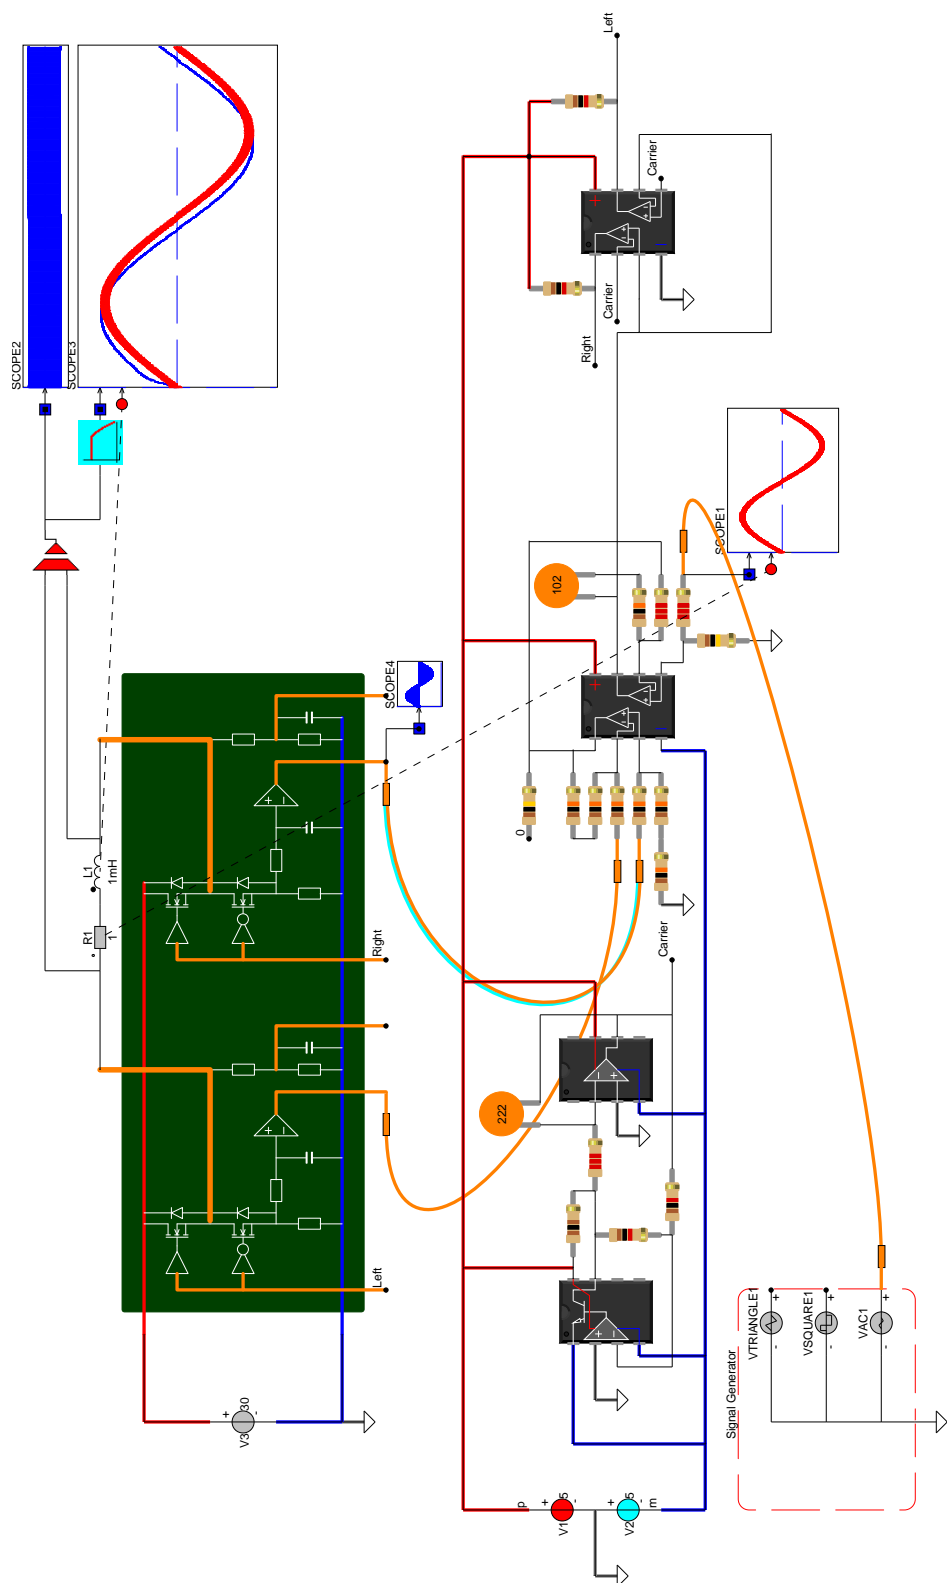 SCOPE2
SCOPE3
Left
Carrier
Carrier
Right
SCOPE1
102
SCOPE4
L1
1mH
R1
1
Right
0
Carrier
222
Left
V3
30
+
-
p
V1
5
+
-
V2
5
+
-
m
Signal Generator
VTRIANGLE1
+
-
VSQUARE1
+
-
VAC1
+
-